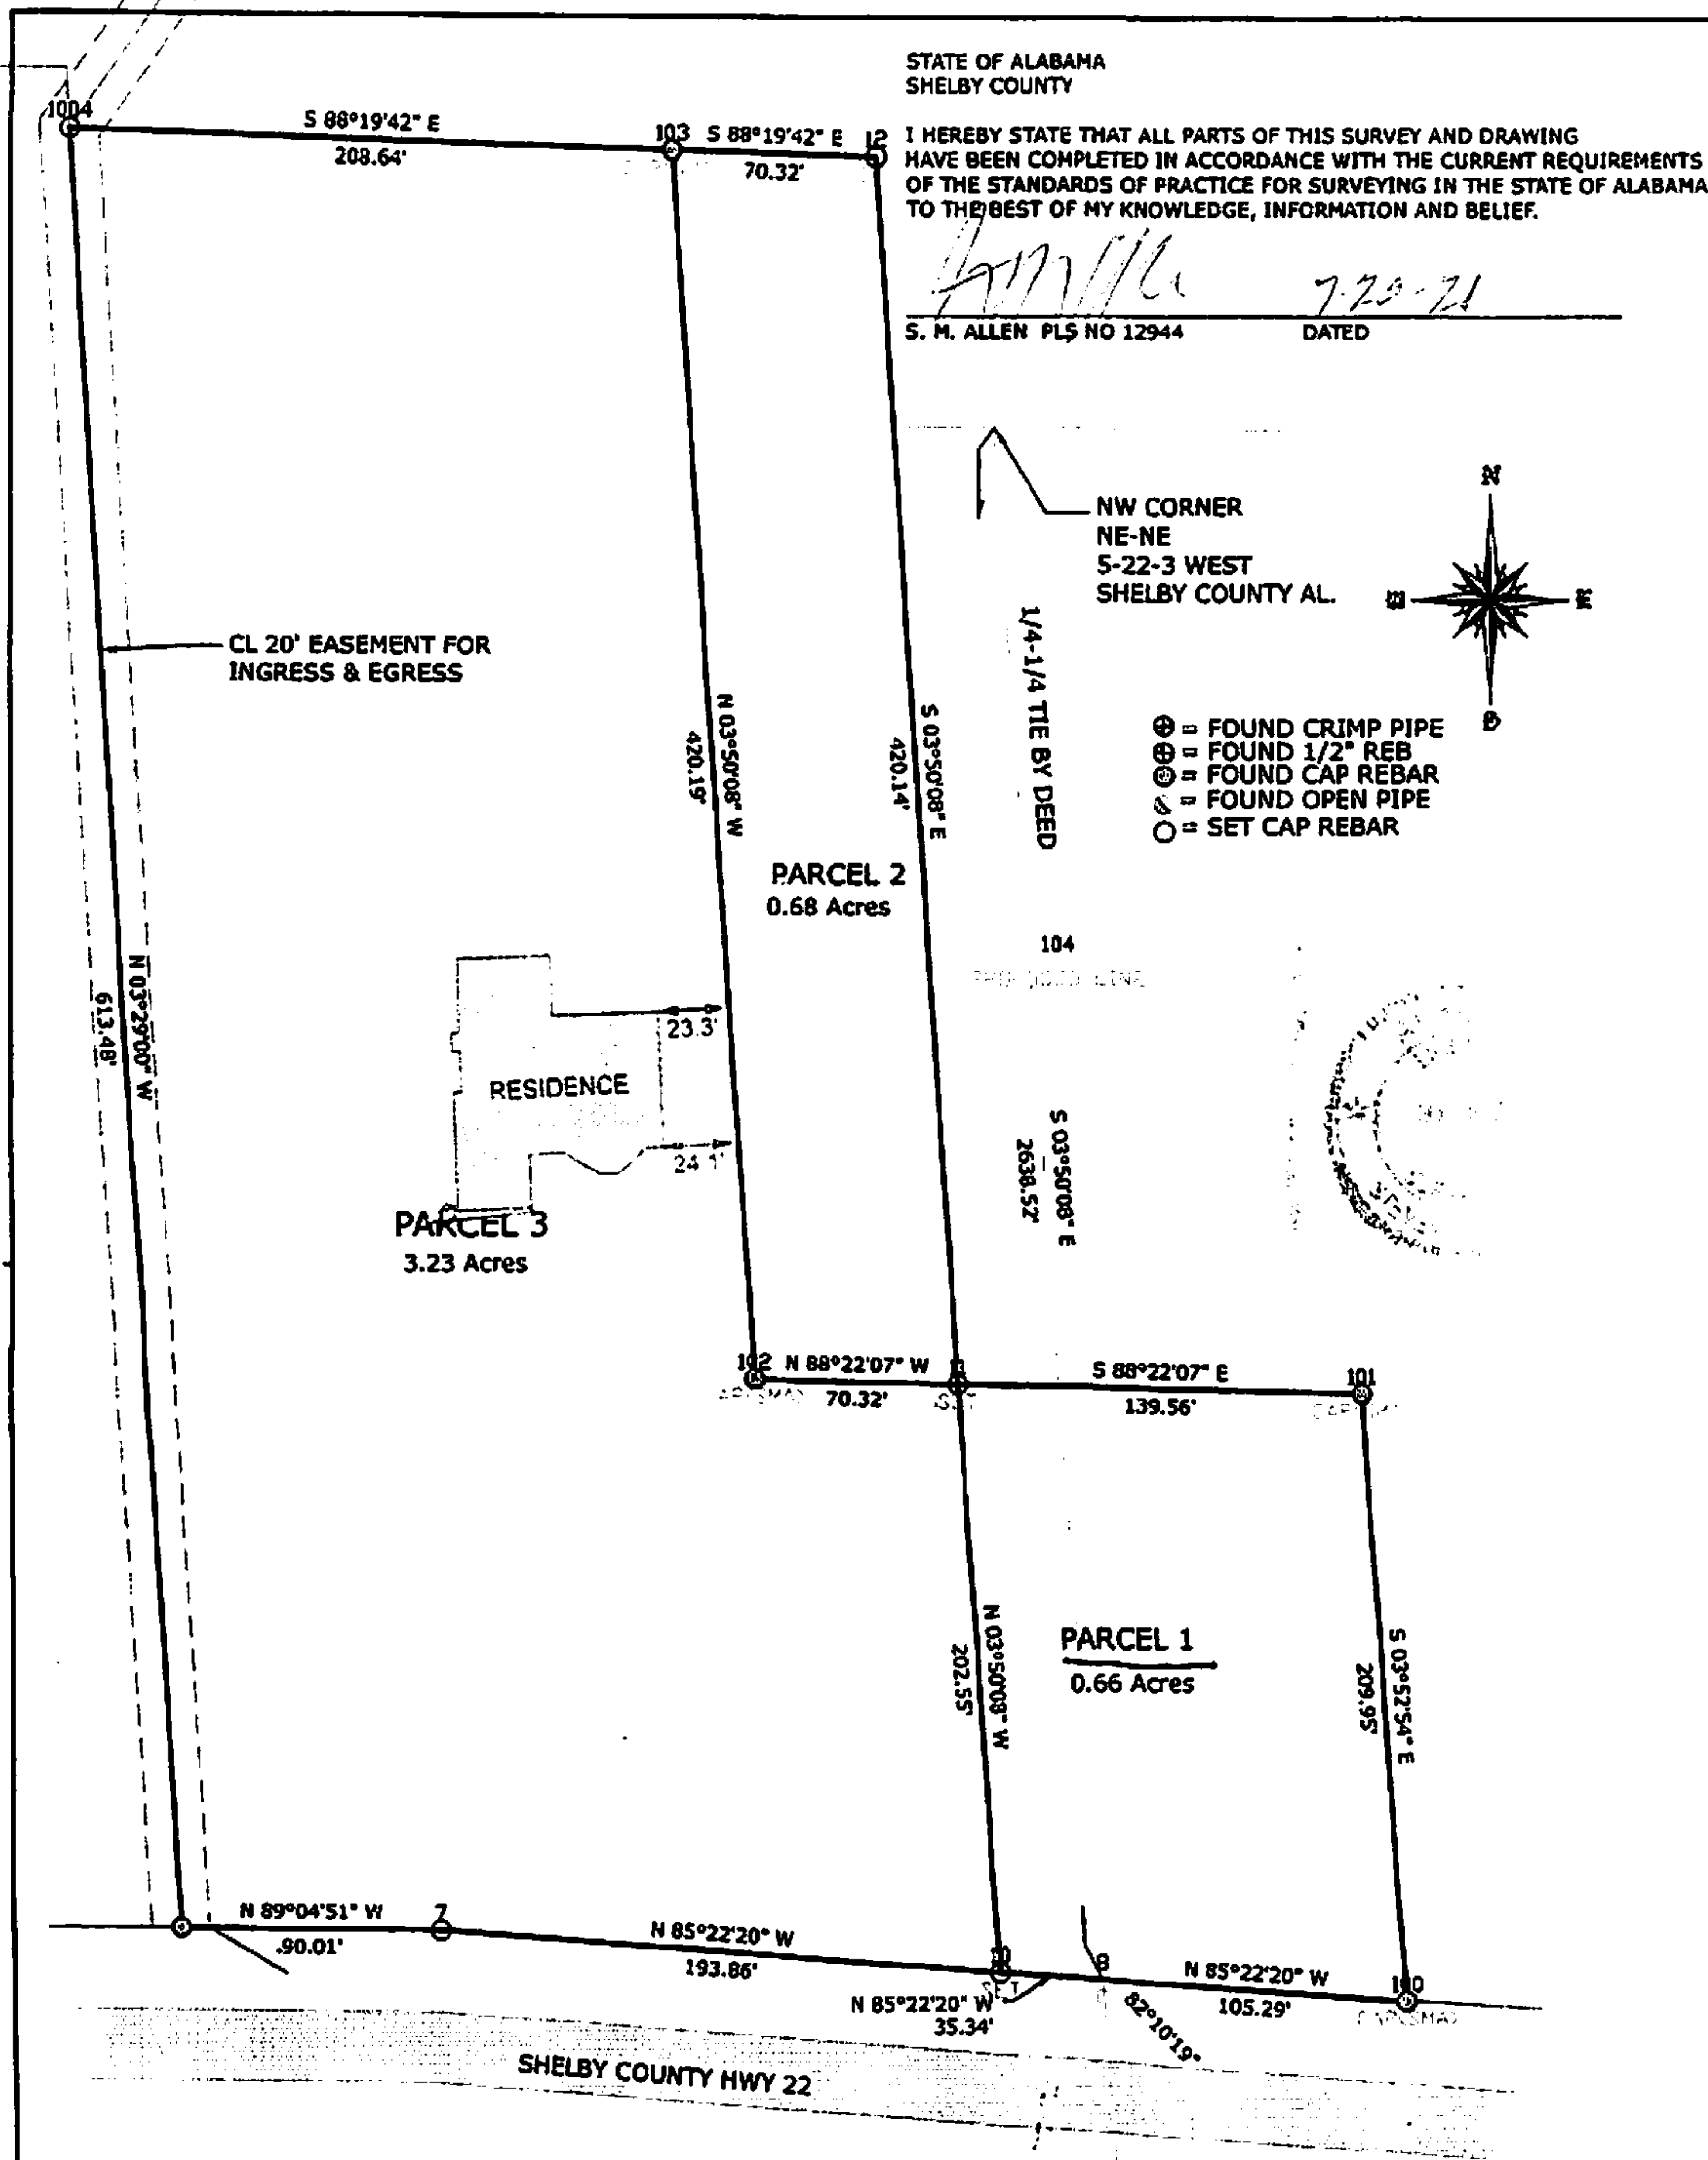 STATE OF ALABAMA
SHELBY COUNTY
I HEREBY STATE THAT ALL PARTS OF THIS SURVEY AND DRAWING
HAVE BEEN COMPLETED IN ACCORDANCE WITH THE CURRENT REQUIREMENTS
OF THE STANDARDS OF PRACTICE FOR SURVEYING IN THE STATE OF ALABAMA
TO THE BEST OF MY KNOWLEDGE, INFORMATION AND BELIEF.
S. M. ALLEN PLS NO 12944
DATED
1004
S 88°19'42" E
208.64'
103
S 88°19'42" E
70.32'
12
NW CORNER
NE-NE
5-22-3 WEST
SHELBY COUNTY AL.
N
E
CL 20' EASEMENT FOR
INGRESS & EGRESS
N 03°50'08" W
420.19'
S 03°50'08" E
420.14'
1/4-1/4 TIE BY DEED
= FOUND CRIMP PIPE
= FOUND 1/2" REB
= FOUND CAP REBAR
= FOUND OPEN PIPE
= SET CAP REBAR
PARCEL 2
0.68 Acres
104
N 03°29'00" W
613.48'
23.3'
RESIDENCE
24.1'
S 03°50'08" E
2638.52'
PARCEL 3
3.23 Acres
102
N 88°22'07" W
70.32'
S 88°22'07" E
139.56'
101
N 03°50'08" W
202.55'
PARCEL 1
0.66 Acres
S 03°52'54" E
209.95'
N 89°04'51" W
90.01'
7
N 85°22'20" W
193.86'
SET
N 85°22'20" W
35.34'
8
82°10'19"
N 85°22'20" W
105.29'
100
SHELBY COUNTY HWY 22